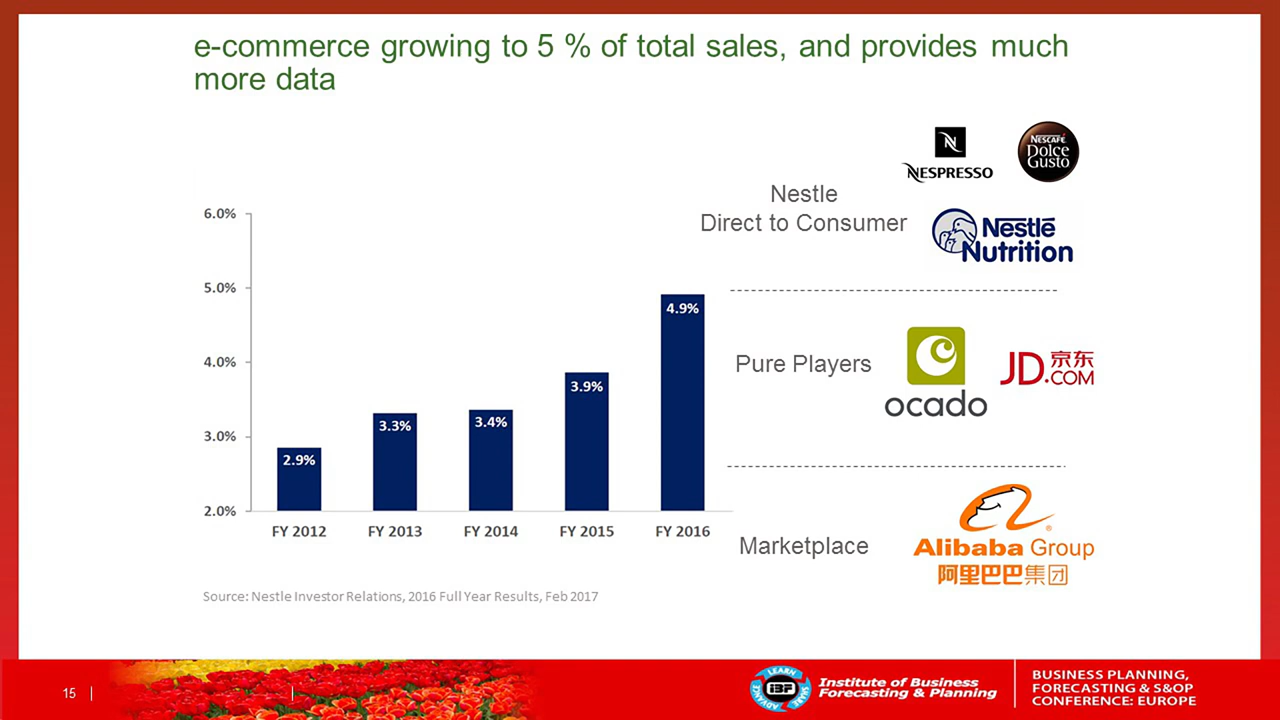 e-commerce growing to 5 % of total sales, and provides much
more data
6.0%
5.0%
4.0%
3.0%
2.0%
2.9%
3.3%
3.4%
3.9%
4.9%
FY 2012
FY 2013
FY 2014
FY 2015
FY 2016
Source: Nestle Investor Relations, 2016 Full Year Results, Feb 2017
Nestle
Direct to Consumer
N
NESPRESSO
NESCAFÉ
Dolce
Gusto
Nestlé
Nutrition
Pure Players
ocado
JD.COM
京东
Marketplace
Alibaba Group
阿里巴巴集团
15
LEARN
SHARE
ADVANCE
IBF
Institute of Business
Forecasting & Planning
BUSINESS PLANNING,
FORECASTING & S&OP
CONFERENCE: EUROPE